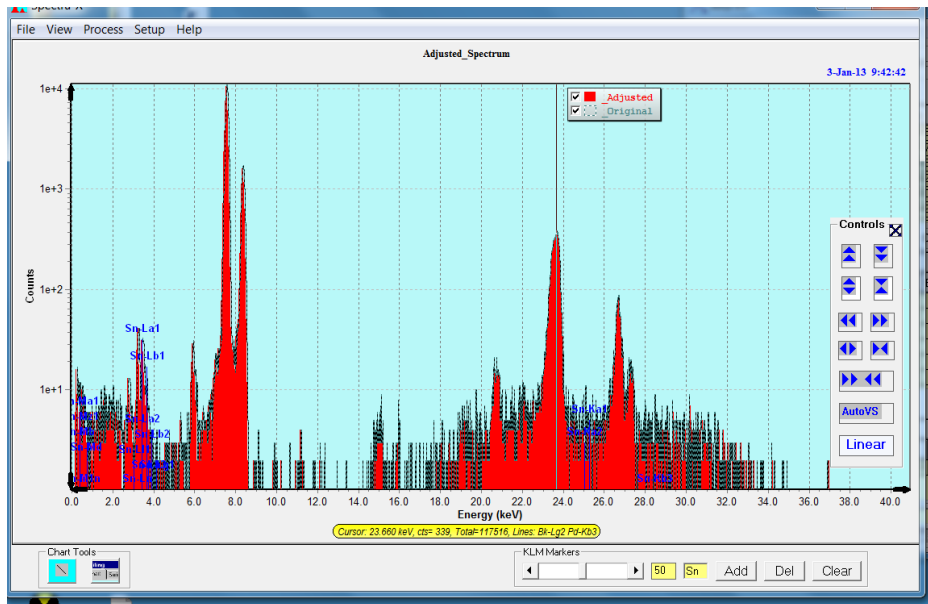 Spectra-X
File View Process Setup Help
Adjusted_Spectrum
3-Jan-13 9:42:42
_Adjusted
_Original
1e+4
1e+3
1e+2
1e+1
Counts
Sn-La1
Sn-Lb1
Sn-Ka1
Controls
AutoVS
Linear
0.0 2.0 4.0 6.0 8.0 10.0 12.0 14.0 16.0 18.0 20.0 22.0 24.0 26.0 28.0 30.0 32.0 34.0 36.0 38.0 40.0
Energy (keV)
Cursor: 23.660 keV, cts= 339, Total=117516, Lines: Bk-Lg2 Pd-Kb3
Chart Tools
KLM Markers
50 Sn Add Del Clear